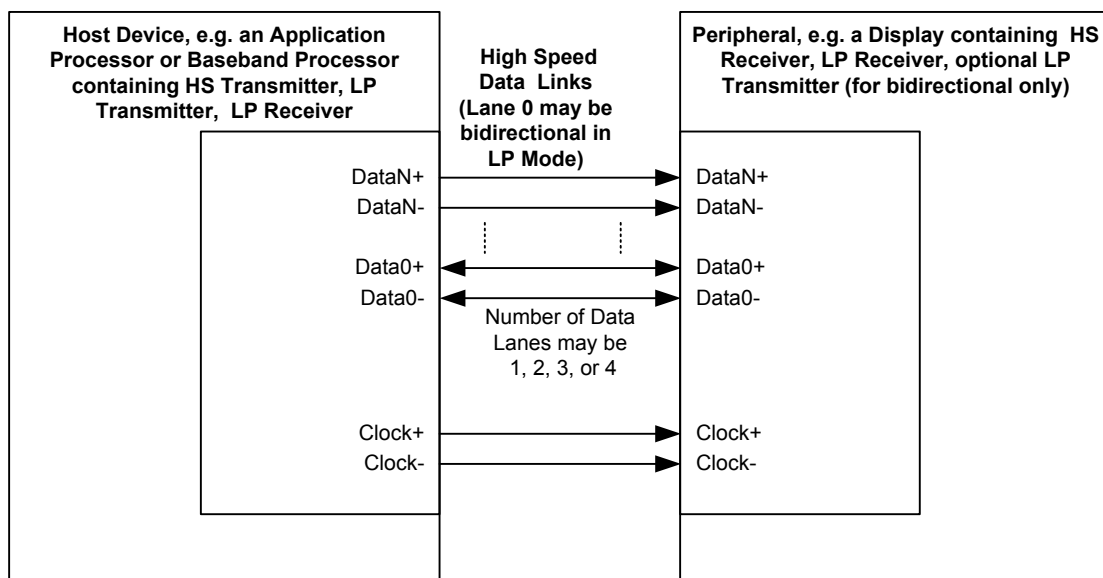 Host Device, e.g. an Application
Processor or Baseband Processor
containing HS Transmitter, LP
Transmitter, LP Receiver
High Speed
Data Links
(Lane 0 may be
bidirectional in
LP Mode)
Peripheral, e.g. a Display containing HS
Receiver, LP Receiver, optional LP
Transmitter (for bidirectional only)
DataN+
DataN-
Data0+
Data0-
Clock+
Clock-
Number of Data
Lanes may be
1, 2, 3, or 4
DataN+
DataN-
Data0+
Data0-
Clock+
Clock-